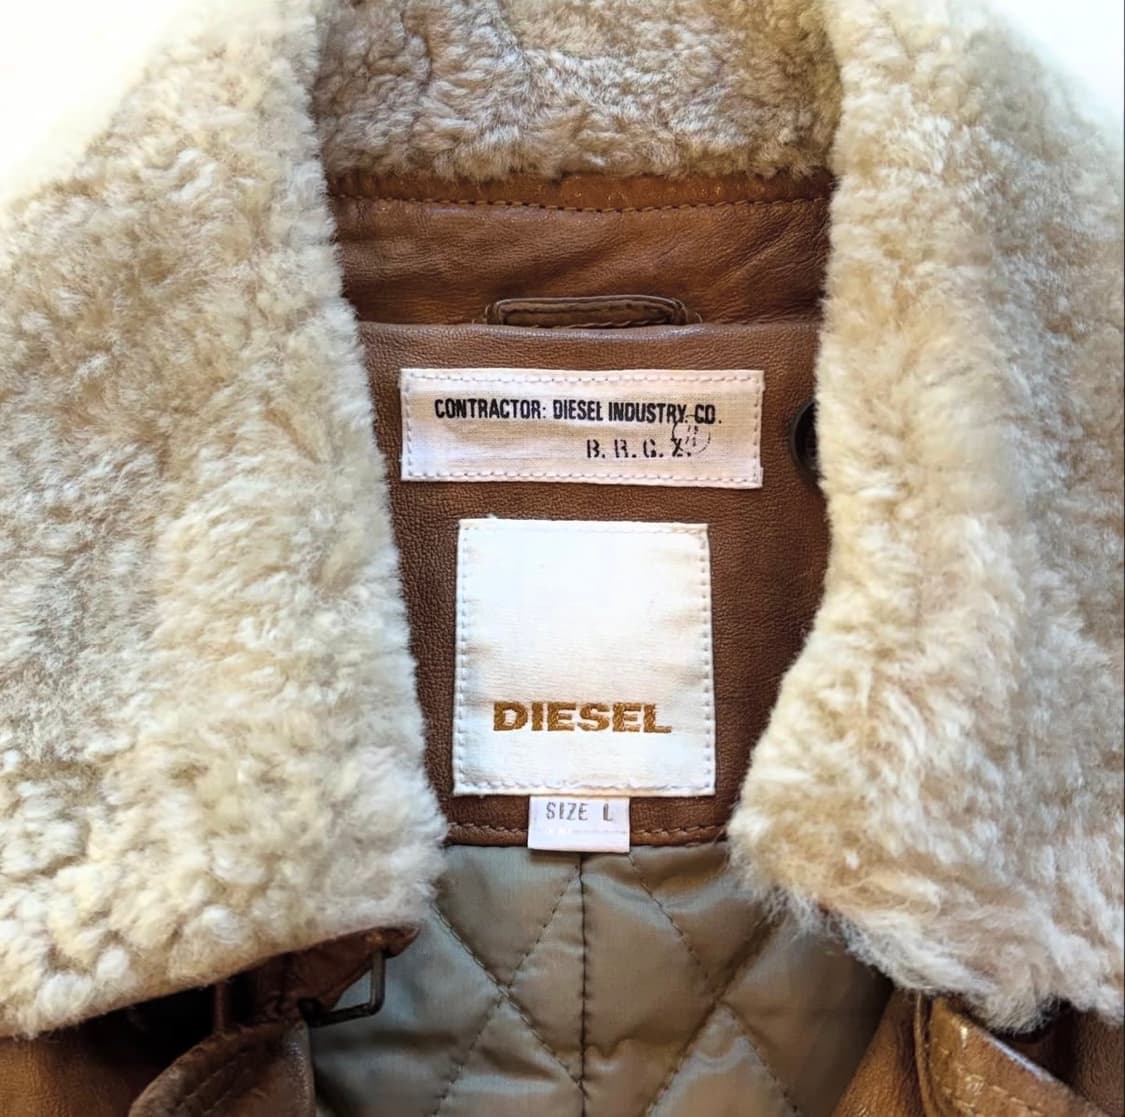 CONTRACTOR: DIESEL INDUSTRY. CO.
B. R. G.
DIESEL
SIZE L